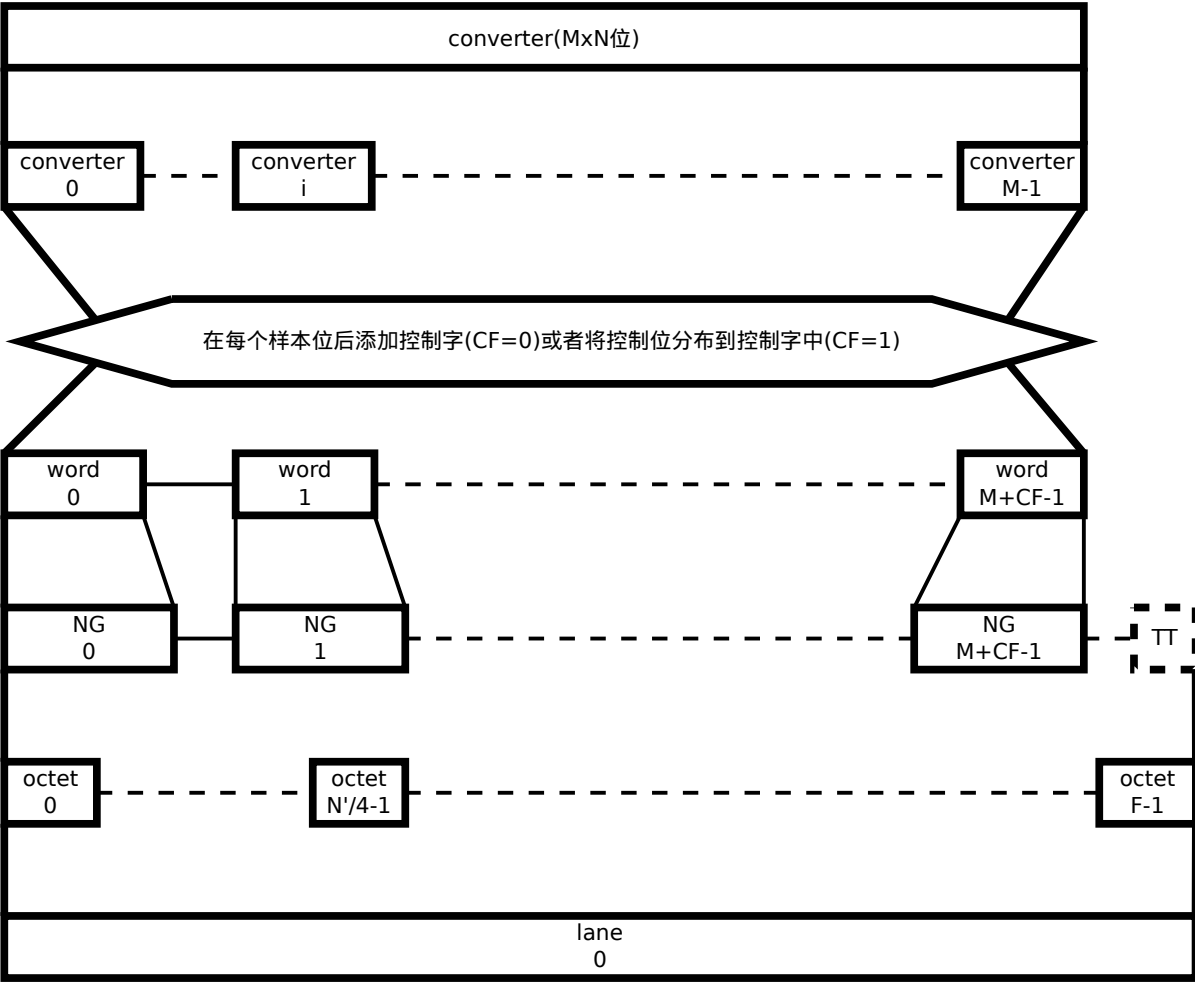 converter(MxN位)
converter
0
converter
i
converter
M-1
在每个样本位后添加控制字(CF=0)或者将控制位分布到控制字中(CF=1)
word
0
word
1
word
M+CF-1
NG
0
NG
1
NG
M+CF-1
TT
octet
0
octet
N'/4-1
octet
F-1
lane
0